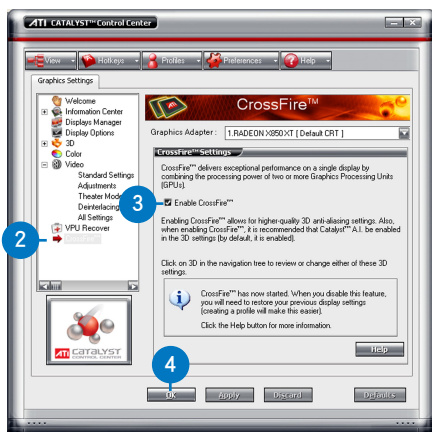 ATI CATALYST™ Control Center
View
Hotkeys
Profiles
Preferences
Help
Graphics Settings
Welcome
Information Center
Displays Manager
Display Options
3D
Color
Video
Standard Settings
Adjustments
Theater Mode
Deinterlacing
All Settings
VPU Recover
2
CrossFire™
Graphics Adapter :
1.RADEON X850 XT [ Default CRT ]
CrossFire™ Settings
CrossFire™ delivers exceptional performance on a single display by
combining the processing power of two or more Graphics Processing Units
(GPUs).
3
Enable CrossFire™
Enabling CrossFire™ allows for higher-quality 3D anti-aliasing settings. Also,
when enabling CrossFire™, it is recommended that Catalyst™ A.I. be enabled
in the 3D settings (by default, it is enabled).
Click on 3D in the navigation tree to review or change either of these 3D
settings.
CrossFire™ has now started. When you disable this feature,
you will need to restore your previous display settings
(creating a profile will make this easier).
Click the Help button for more information.
Help
ATI CATALYST
CONTROL CENTER
4
OK
Apply
Discard
Defaults